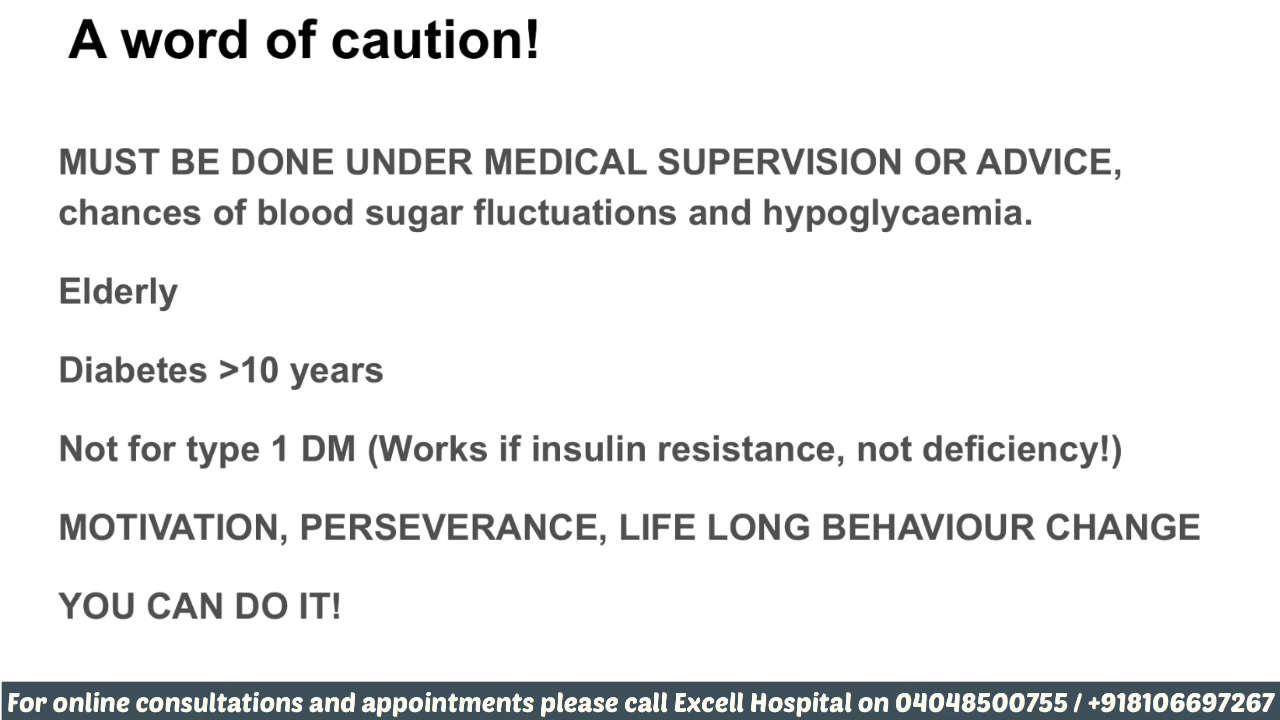 A word of caution!
MUST BE DONE UNDER MEDICAL SUPERVISION OR ADVICE,
chances of blood sugar fluctuations and hypoglycaemia.
Elderly
Diabetes >10 years
Not for type 1 DM (Works if insulin resistance, not deficiency!)
MOTIVATION, PERSEVERANCE, LIFE LONG BEHAVIOUR CHANGE
YOU CAN DO IT!
For online consultations and appointments please call Excell Hospital on 04048500755 / +918106697267